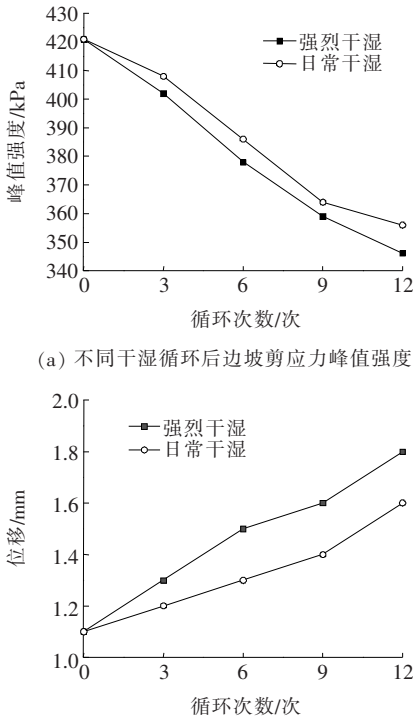 430
420
410
400
390
380
370
360
350
340
峰值强度/kPa
强烈干湿
日常干湿
0
3
6
9
12
循环次数/次
(a) 不同干湿循环后边坡剪应力峰值强度
2.0
1.8
1.6
1.4
1.2
1.0
位移/mm
强烈干湿
日常干湿
0
3
6
9
12
循环次数/次